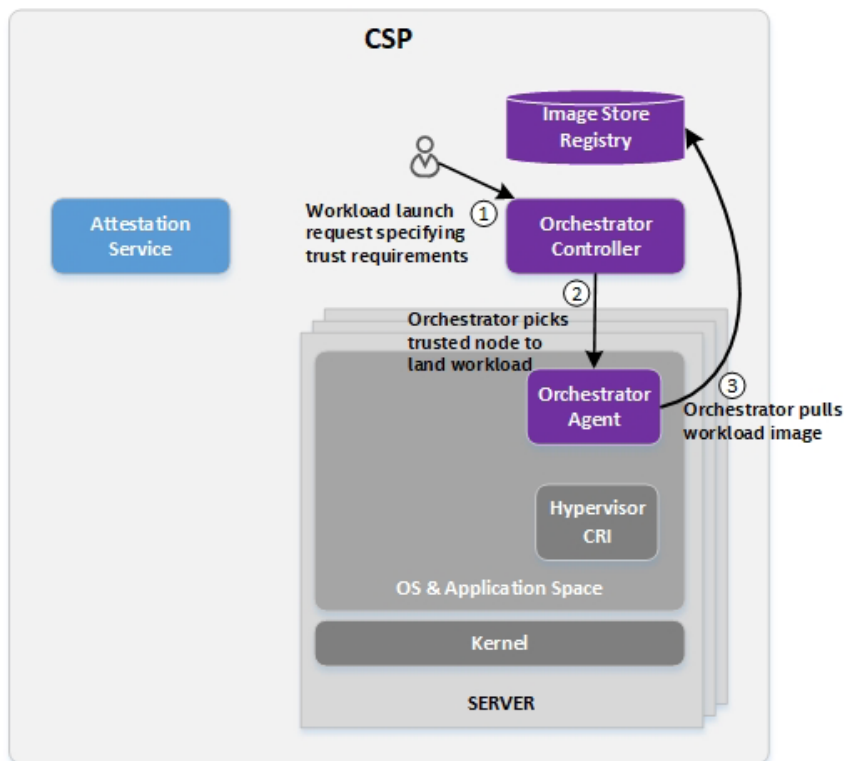 CSP
Image Store
Registry
Workload launch
request specifying
trust requirements
1
Attestation
Service
Orchestrator
Controller
2
Orchestrator picks
trusted node to
land workload
Orchestrator
Agent
3
Orchestrator pulls
workload image
Hypervisor
CRI
OS & Application Space
Kernel
SERVER